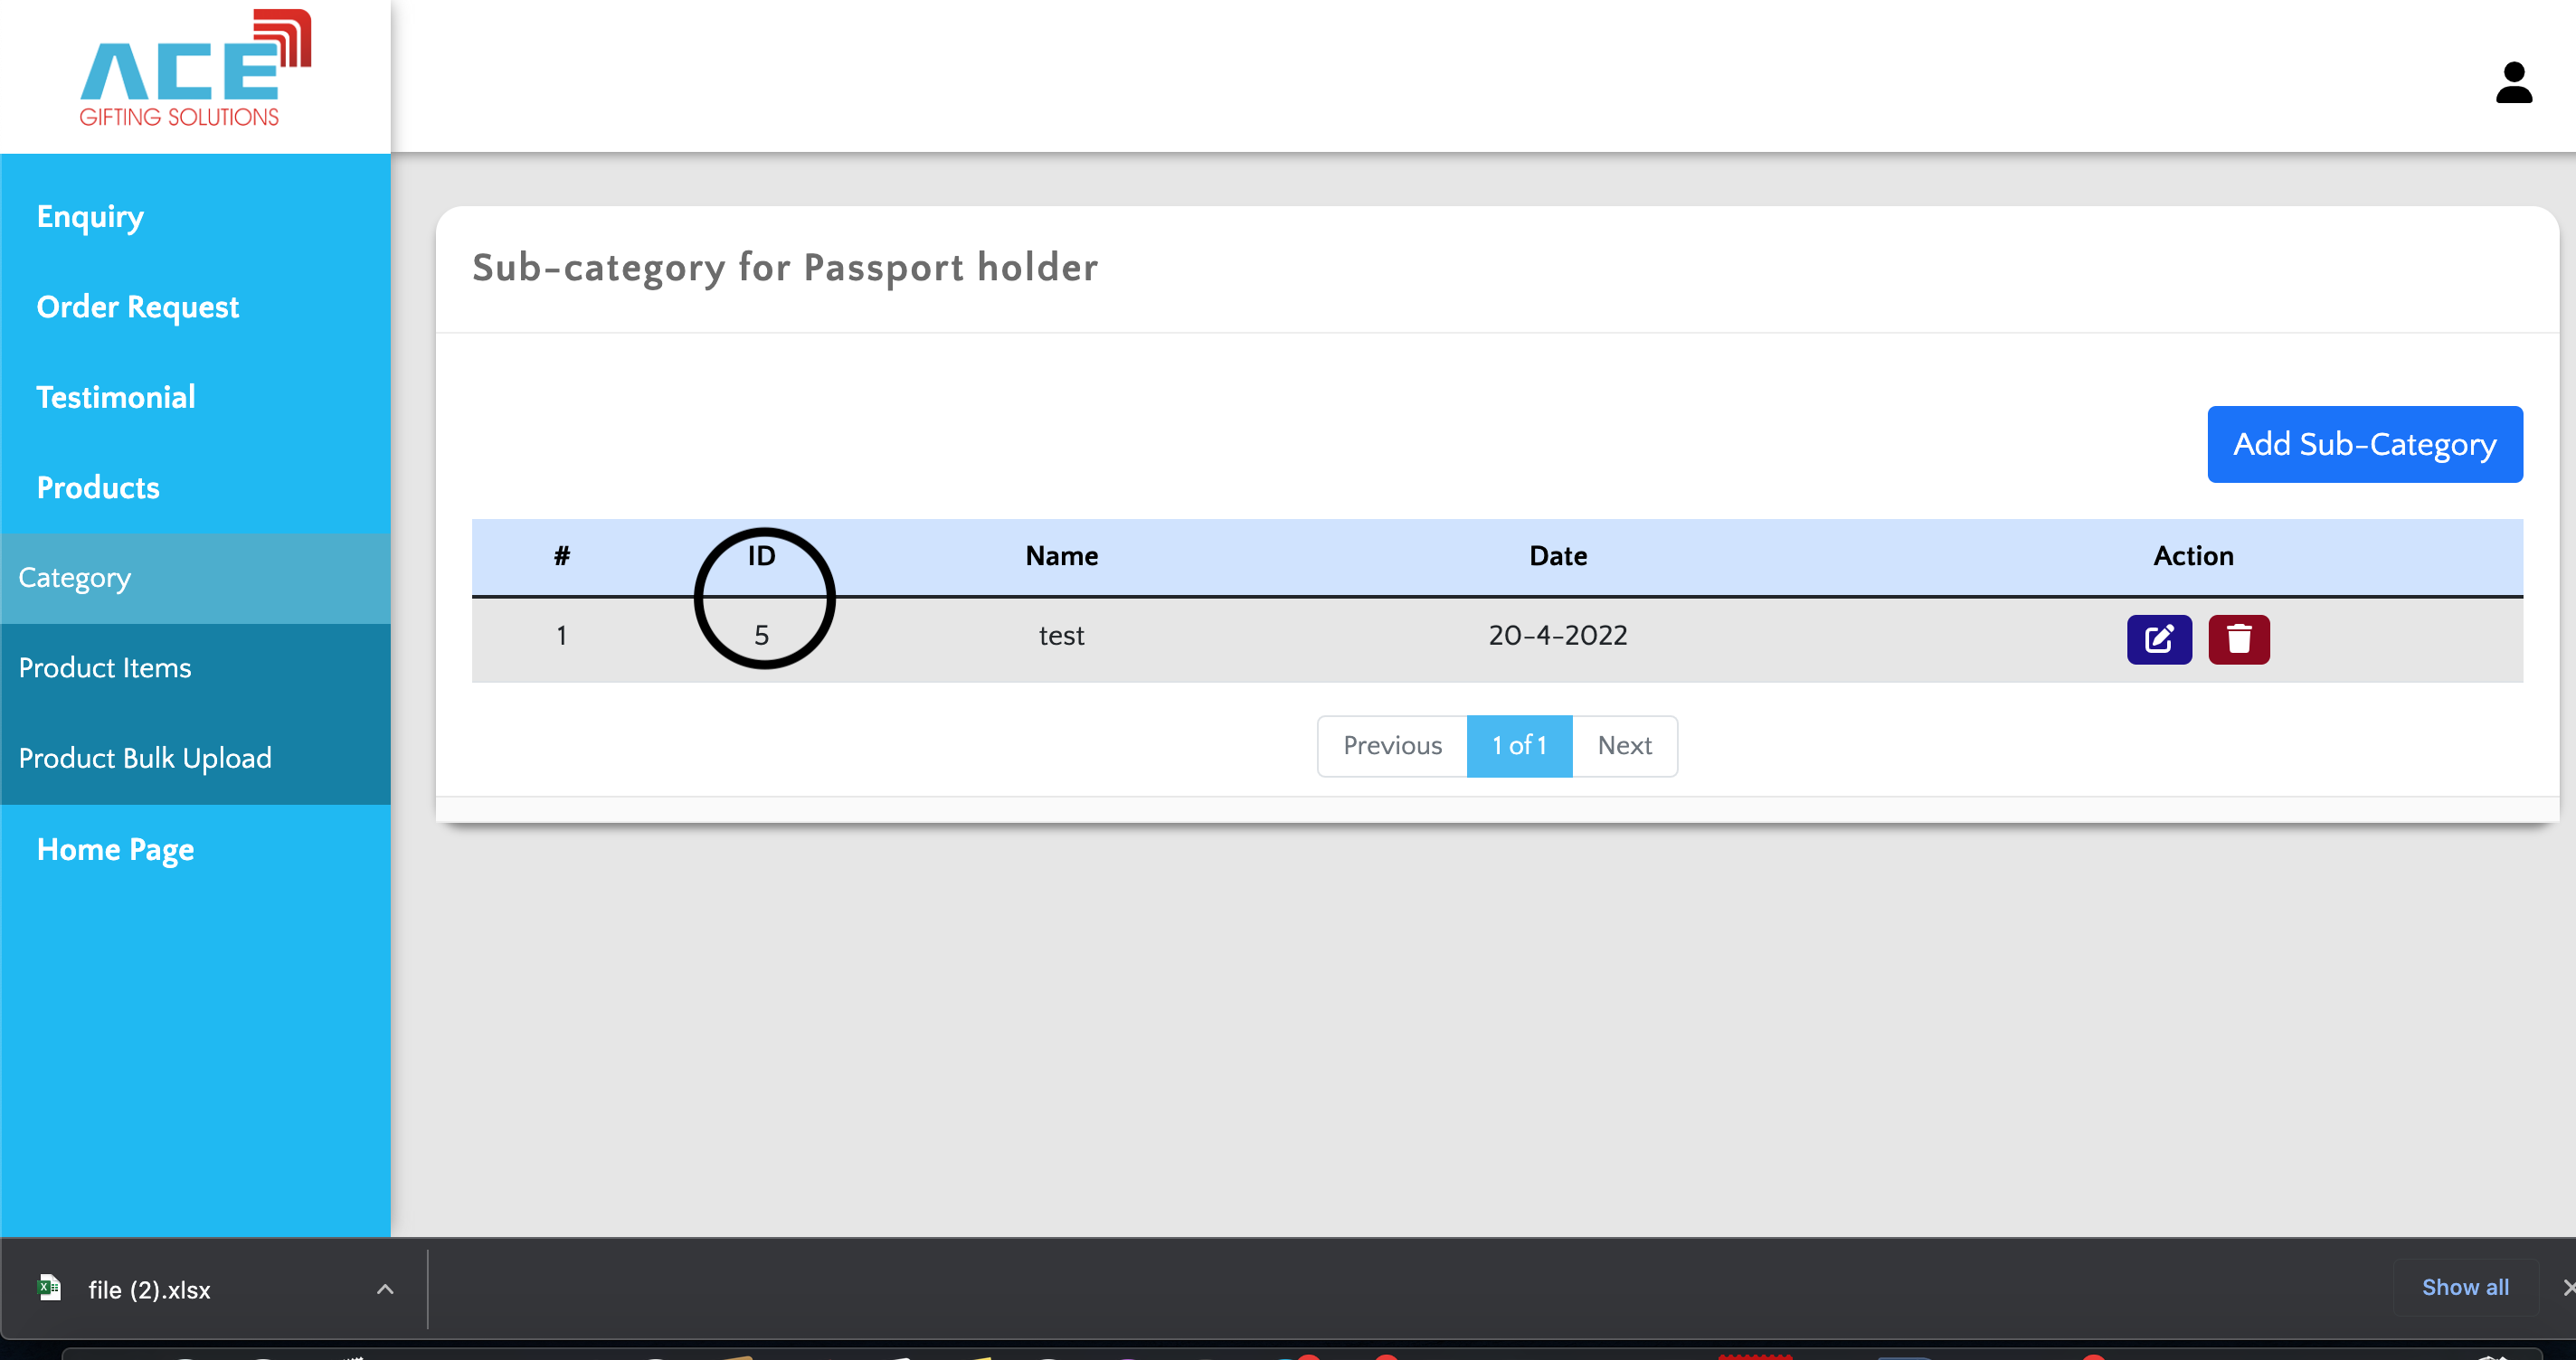 ACE
GIFTING SOLUTIONS
Enquiry
Order Request
Testimonial
Products
Category
Product Items
Product Bulk Upload
Home Page
Sub-category for Passport holder
Add Sub-Category
# ID Name Date Action
1 5 test 20-4-2022
Previous 1 of 1 Next
file (2).xlsx
Show all